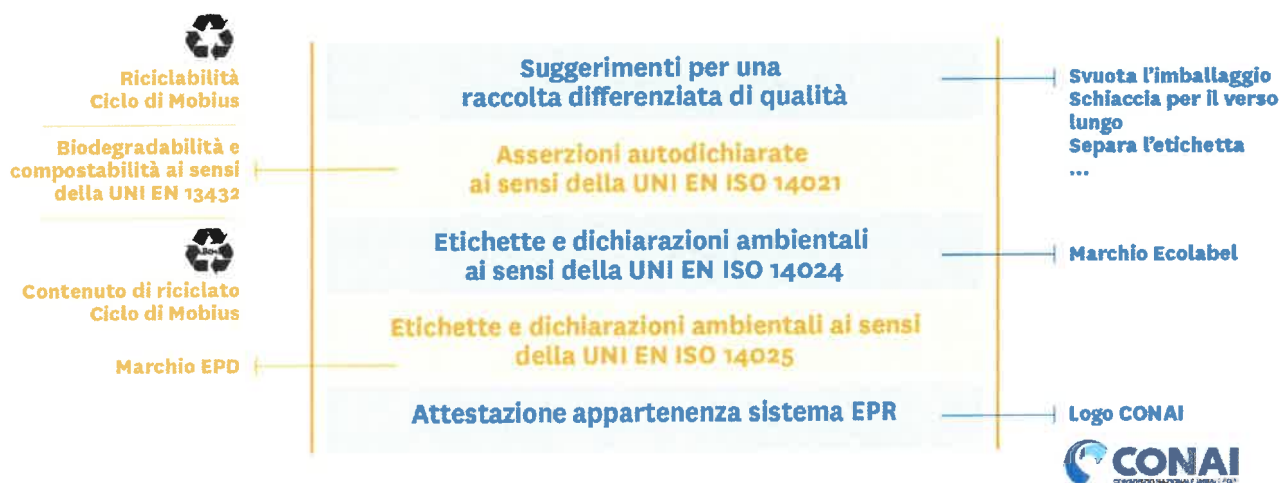 Riciclabilità
Ciclo di Mobius
Biodegradabilità e
compostabilità ai sensi
della UNI EN 13432
Contenuto di riciclato
Ciclo di Mobius
Marchio EPD
Suggerimenti per una
raccolta differenziata di qualità
Asserzioni autodichiarate
ai sensi della UNI EN ISO 14021
Etichette e dichiarazioni ambientali
ai sensi della UNI EN ISO 14024
Etichette e dichiarazioni ambientali ai sensi
della UNI EN ISO 14025
Attestazione appartenenza sistema EPR
Svuota l'imballaggio
Schiaccia per il verso
lungo
Separa l'etichetta
...
Marchio Ecolabel
Logo CONAI
CONAI
CONSORZIO NAZIONALE IMBALLAGGI